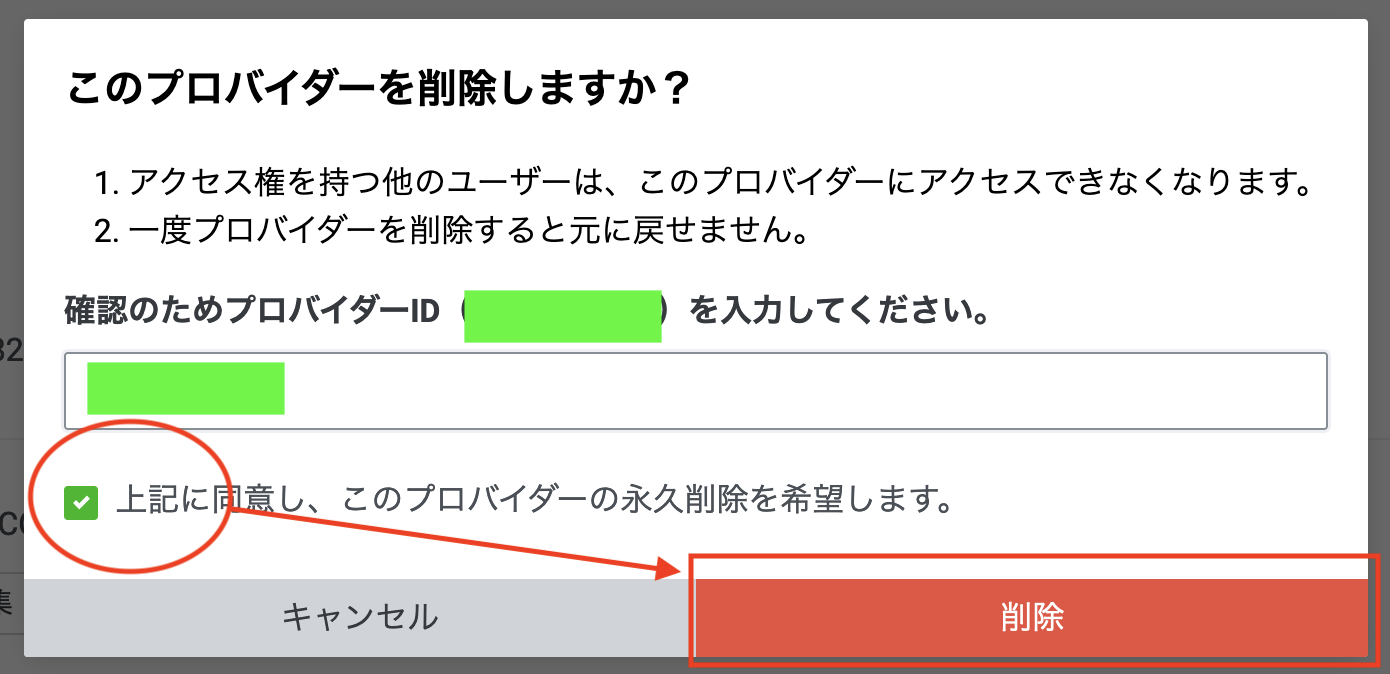 このプロバイダーを削除しますか？
1. アクセス権を持つ他のユーザーは、このプロバイダーにアクセスできなくなります。
2. 一度プロバイダーを削除すると元に戻せません。
確認のためプロバイダーID（）を入力してください。
上記に同意し、このプロバイダーの永久削除を希望します。
キャンセル
削除